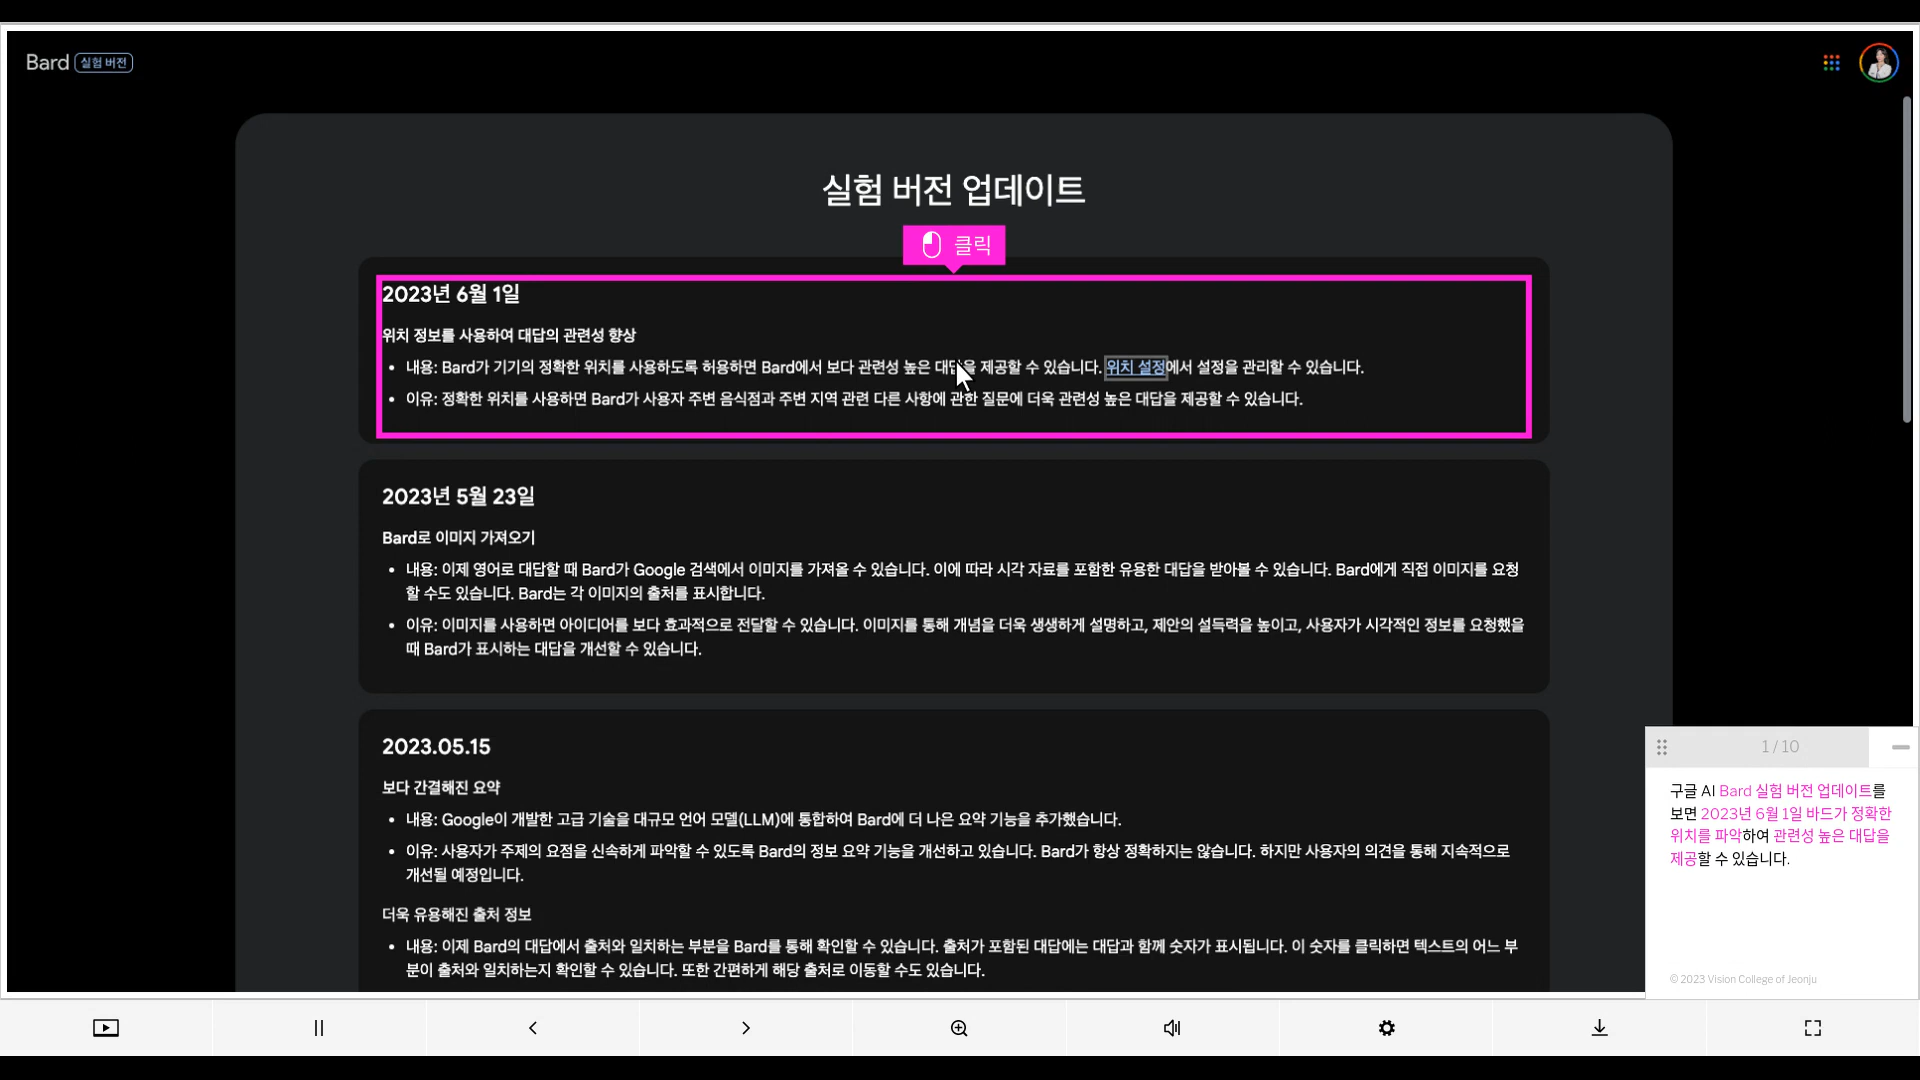 Bard 실험 버전
실험 버전 업데이트
클릭
2023년 6월 1일
위치 정보를 사용하여 대답의 관련성 향상
• 내용: Bard가 기기의 정확한 위치를 사용하도록 허용하면 Bard에서 보다 관련성 높은 대답을 제공할 수 있습니다. 위치 설정에서 설정을 관리할 수 있습니다.
• 이유: 정확한 위치를 사용하면 Bard가 사용자 주변 음식점과 주변 지역 관련 다른 사항에 관한 질문에 더욱 관련성 높은 대답을 제공할 수 있습니다.
2023년 5월 23일
Bard로 이미지 가져오기
• 내용: 이제 영어로 대답할 때 Bard가 Google 검색에서 이미지를 가져올 수 있습니다. 이에 따라 시각 자료를 포함한 유용한 대답을 받아볼 수 있습니다. Bard에게 직접 이미지를 요청
할 수도 있습니다. Bard는 각 이미지의 출처를 표시합니다.
• 이유: 이미지를 사용하면 아이디어를 보다 효과적으로 전달할 수 있습니다. 이미지를 통해 개념을 더욱 생생하게 설명하고, 제안의 설득력을 높이고, 사용자가 시각적인 정보를 요청했을
때 Bard가 표시하는 대답을 개선할 수 있습니다.
2023.05.15
보다 간결해진 요약
• 내용: Google이 개발한 고급 기술을 대규모 언어 모델(LLM)에 통합하여 Bard에 더 나은 요약 기능을 추가했습니다.
• 이유: 사용자가 주제의 요점을 신속하게 파악할 수 있도록 Bard의 정보 요약 기능을 개선하고 있습니다. Bard가 항상 정확하지는 않습니다. 하지만 사용자의 의견을 통해 지속적으로
개선될 예정입니다.
더욱 유용해진 출처 정보
• 내용: 이제 Bard의 대답에서 출처와 일치하는 부분을 Bard를 통해 확인할 수 있습니다. 출처가 포함된 대답에는 대답과 함께 숫자가 표시됩니다. 이 숫자를 클릭하면 텍스트의 어느 부
분이 출처와 일치하는지 확인할 수 있습니다. 또한 간편하게 해당 출처로 이동할 수도 있습니다.
1 / 10
구글 AI Bard 실험 버전 업데이트를
보면 2023년 6월 1일 바드가 정확한
위치를 파악하여 관련성 높은 대답을
제공할 수 있습니다.
© 2023 Vision College of Jeonju